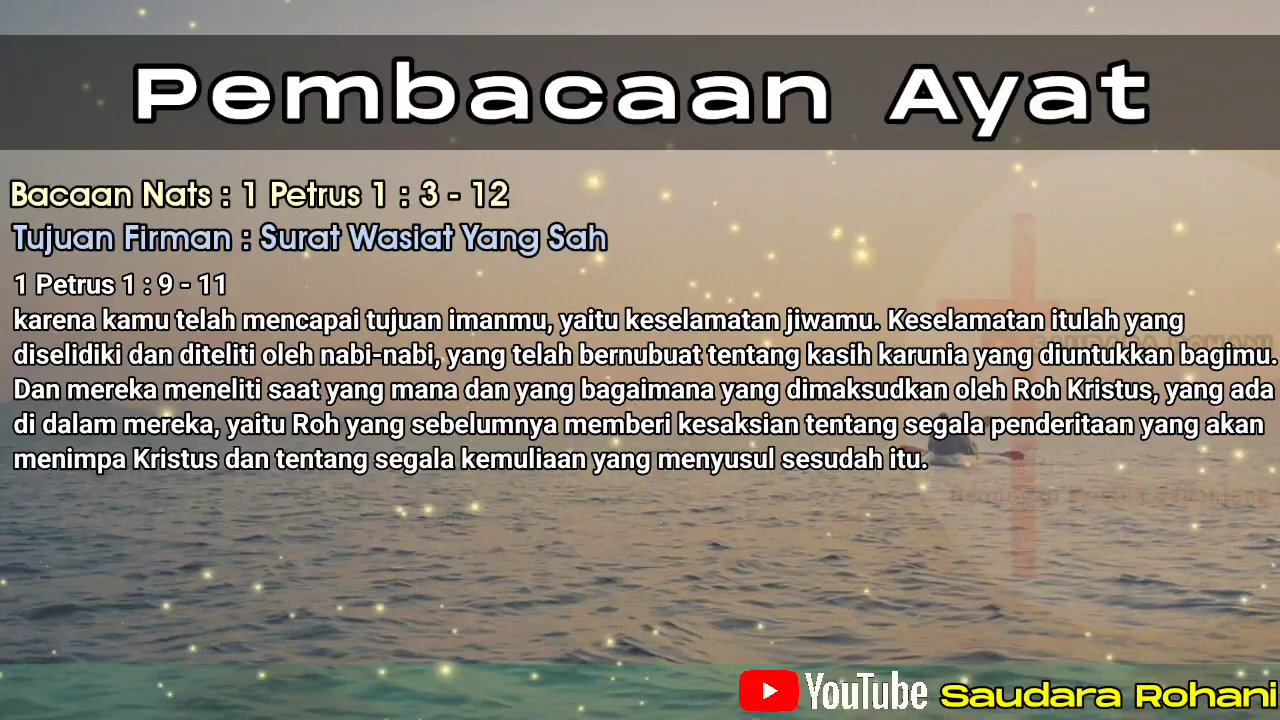 Pembacaan Ayat
Bacaan Nats : 1 Petrus 1 : 3 - 12
Tujuan Firman : Surat Wasiat Yang Sah
1 Petrus 1 : 9 - 11
karena kamu telah mencapai tujuan imanmu, yaitu keselamatan jiwamu. Keselamatan itulah yang
diselidiki dan diteliti oleh nabi-nabi, yang telah bernubuat tentang kasih karunia yang diuntukkan bagimu.
Dan mereka meneliti saat yang mana dan yang bagaimana yang dimaksudkan oleh Roh Kristus, yang ada
di dalam mereka, yaitu Roh yang sebelumnya memberi kesaksian tentang segala penderitaan yang akan
menimpa Kristus dan tentang segala kemuliaan yang menyusul sesudah itu.
YouTube Saudara Rohani